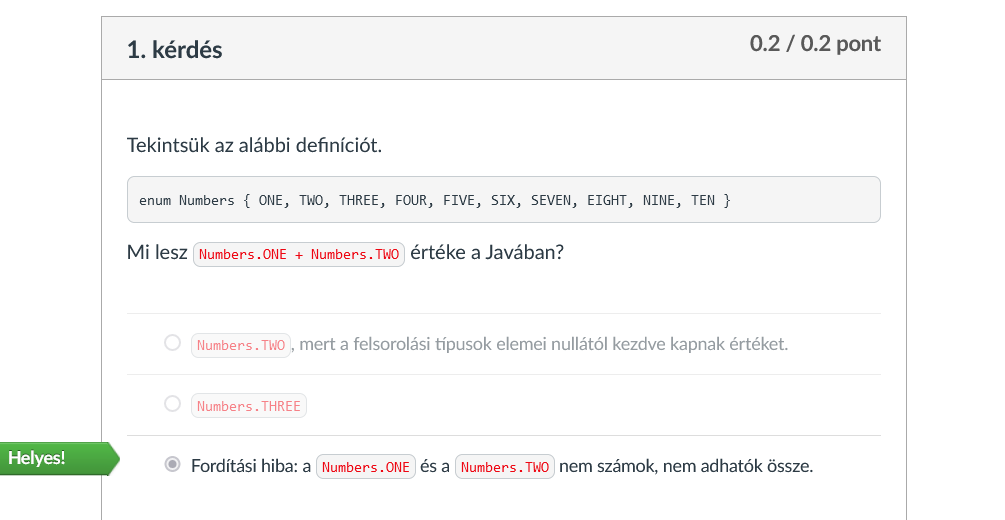 1. kérdés
0.2 / 0.2 pont
Tekintsük az alábbi definíciót.
enum Numbers { ONE, TWO, THREE, FOUR, FIVE, SIX, SEVEN, EIGHT, NINE, TEN }
Mi lesz Numbers.ONE + Numbers.TWO értéke a Javában?
Numbers.TWO, mert a felsorolási típusok elemei nullától kezdve kapnak értéket.
Numbers.THREE
Helyes!
Fordítási hiba: a Numbers.ONE és a Numbers.TWO nem számok, nem adhatók össze.